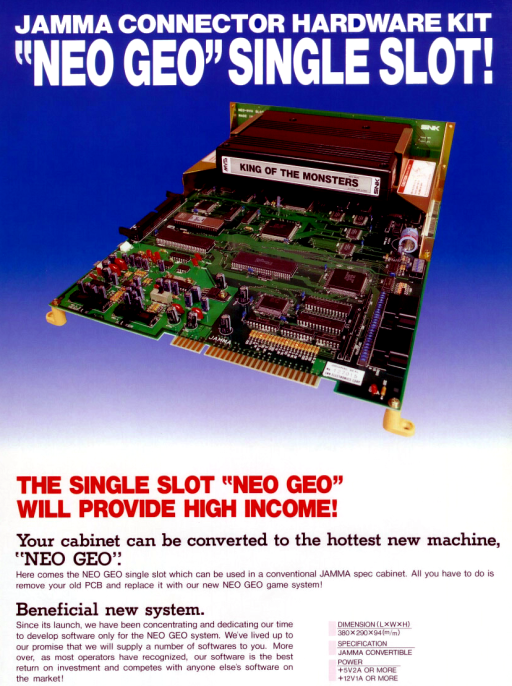 JAMMA CONNECTOR HARDWARE KIT
"NEO GEO" SINGLE SLOT!
SNK
KING OF THE MONSTERS
SNK
JAMMA
THE SINGLE SLOT "NEO GEO"
WILL PROVIDE HIGH INCOME!
Your cabinet can be converted to the hottest new machine,
"NEO GEO".
Here comes the NEO GEO single slot which can be used in a conventional JAMMA spec cabinet. All you have to do is
remove your old PCB and replace it with our new NEO GEO game system!
Beneficial new system.
Since its launch, we have been concentrating and dedicating our time
to develop software only for the NEO GEO system. We've lived up to
our promise that we will supply a number of softwares to you. More
over, as most operators have recognized, our software is the best
return on investment and competes with anyone else's software on
the market!
DIMENSION (L×W×H)
380×290×94(m/m)
SPECIFICATION
JAMMA CONVERTIBLE
POWER
+5V2A OR MORE
+12V1A OR MORE